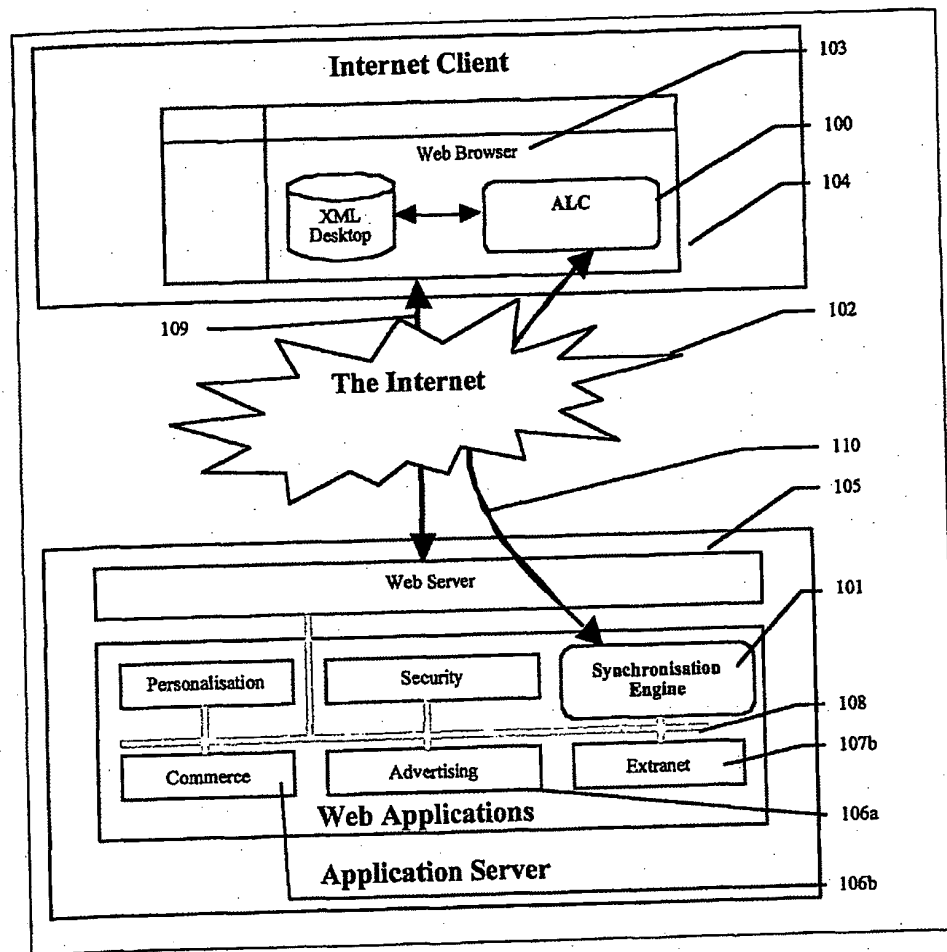 Internet Client
103
100
Web Browser
104
ALC
XML
Desktop
109
102
The Internet
110
105
Web Server
101
Personalisation
Security
Synchronisation
Engine
108
107b
Commerce
Advertising
Extranet
106a
Web Applications
Application Server
106b